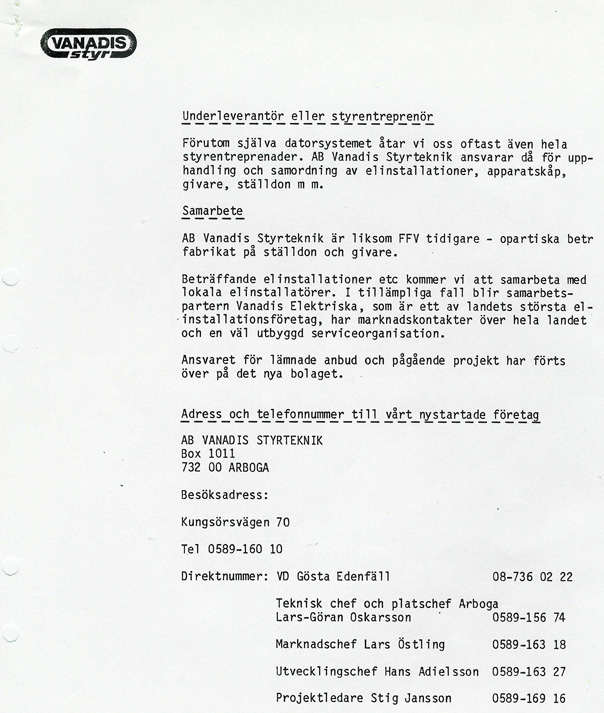 VANADIS
styr
Underleverantör eller styrentreprenör
Förutom själva datorsystemet åtar vi oss oftast även hela
styrentreprenader. AB Vanadis Styrteknik ansvarar då för upp-
handling och samordning av elinstallationer, apparatskåp,
givare, ställdon m m.
Samarbete
AB Vanadis Styrteknik är liksom FFV tidigare - opartiska betr
fabrikat på ställdon och givare.
Beträffande elinstallationer etc kommer vi att samarbeta med
lokala elinstallatörer. I tillämpliga fall blir samarbets-
partern Vanadis Elektriska, som är ett av landets största el-
installationsföretag, har marknadskontakter över hela landet
och en väl utbyggd serviceorganisation.
Ansvaret för lämnade anbud och pågående projekt har förts
över på det nya bolaget.
Adress och telefonnummer till vårt nystartade företag
AB VANADIS STYRTEKNIK
Box 1011
732 00 ARBOGA
Besöksadress:
Kungsörsvägen 70
Tel 0589-160 10
Direktnummer: VD Gösta Edenfäll 08-736 02 22
Teknisk chef och platschef Arboga
Lars-Göran Oskarsson 0589-156 74
Marknadschef Lars Östling 0589-163 18
Utvecklingschef Hans Adielsson 0589-163 27
Projektledare Stig Jansson 0589-169 16